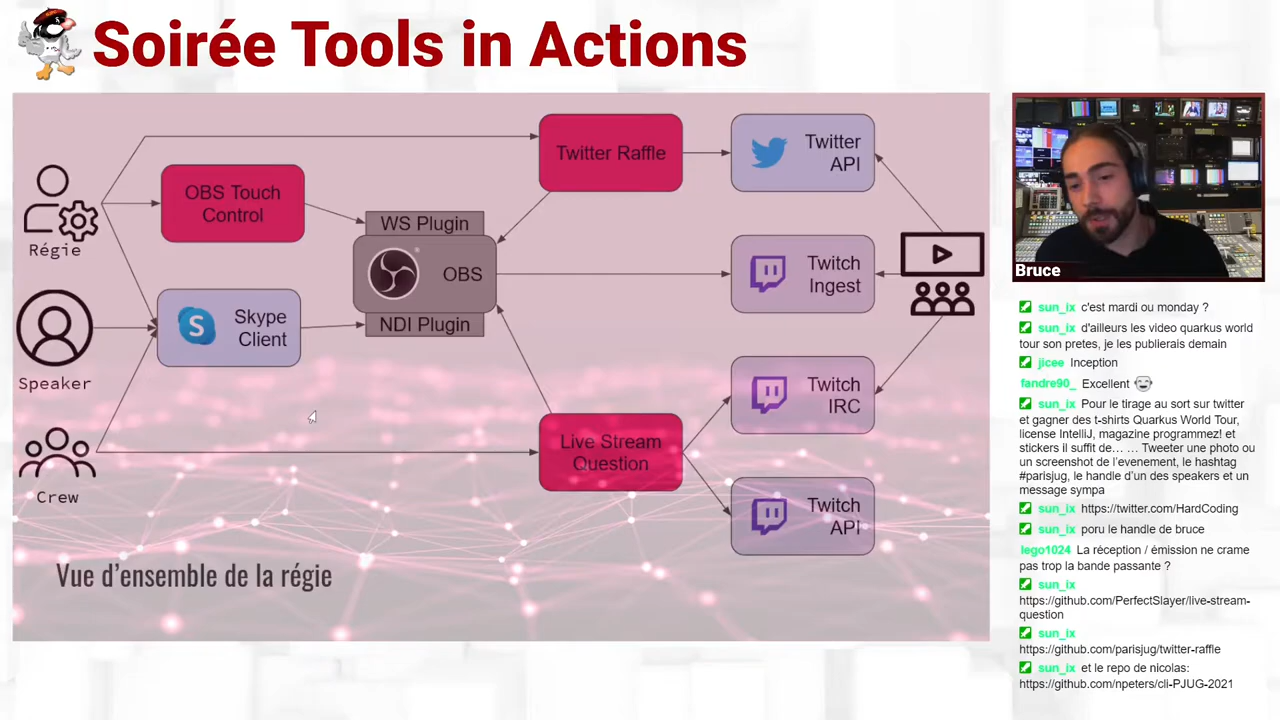 Soirée Tools in Actions
Twitter Raffle
Twitter
API
OBS Touch
Control
WS Plugin
OBS
NDI Plugin
Régie
Twitch
Ingest
S
Skype
Client
Speaker
Twitch
IRC
Live Stream
Question
Crew
Twitch
API
Vue d'ensemble de la régie
Bruce
sun_ix c'est mardi ou monday ?
sun_ix d'ailleurs les video quarkus world
tour son pretes, je les publierais demain
jicee Inception
fandre90_ Excellent
sun_ix Pour le tirage au sort sur twitter
et gagner des t-shirts Quarkus World Tour,
license IntelliJ, magazine programmez! et
stickers il suffit de… … Tweeter une photo ou
un screenshot de l'evenement, le hashtag
#parisjug, le handle d'un des speakers et un
message sympa
sun_ix https://twitter.com/HardCoding
sun_ix poru le handle de bruce
lego1024 La réception / émission ne crame
pas trop la bande passante ?
sun_ix
https://github.com/PerfectSlayer/live-stream-
question
sun_ix
https://github.com/parisjug/twitter-raffle
sun_ix et le repo de nicolas:
https://github.com/npeters/cli-PJUG-2021